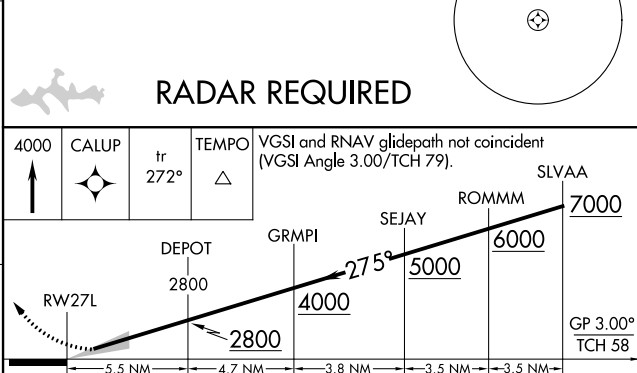 RADAR REQUIRED
4000
CALUP
tr
272°
TEMPO
VGSI and RNAV glidepath not coincident
(VGSI Angle 3.00/TCH 79).
SLVAA
7000
ROMMM
6000
SEJAY
5000
275°
GRMPI
4000
DEPOT
2800
2800
RW27L
GP 3.00°
TCH 58
5.5 NM
4.7 NM
3.8 NM
3.5 NM
3.5 NM